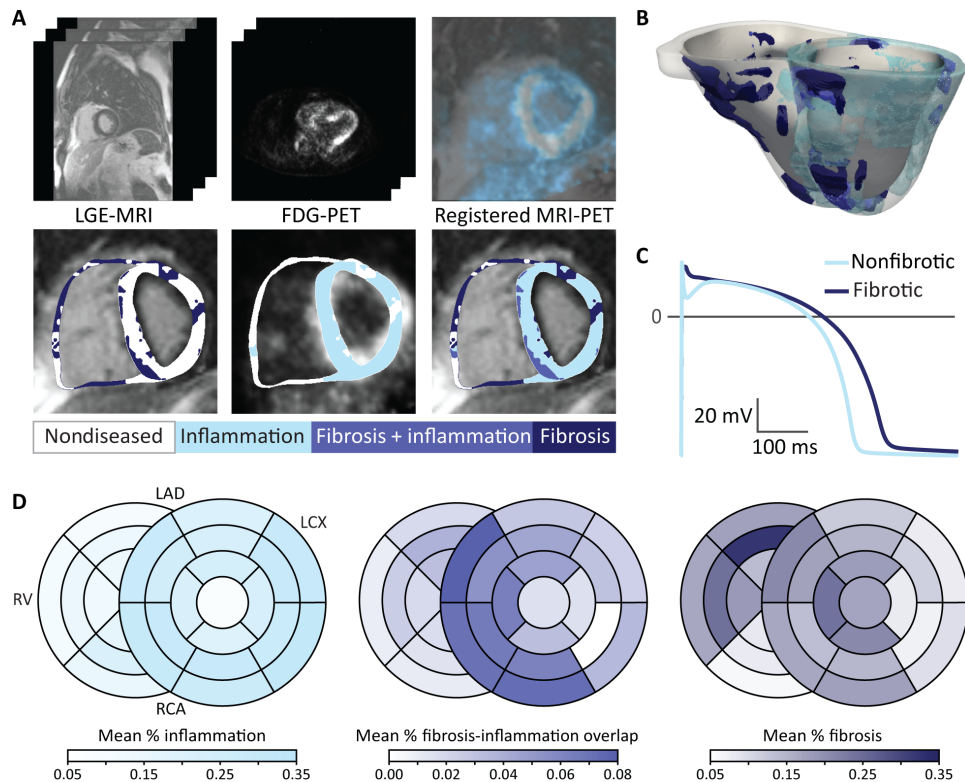 A
LGE-MRI
FDG-PET
Registered MRI-PET
Nondiseased
Inflammation
Fibrosis + inflammation
Fibrosis
B
C
Nonfibrotic
Fibrotic
0
20 mV
100 ms
D
LAD
LCX
RV
RCA
Mean % inflammation
0.05 0.15 0.25 0.35
Mean % fibrosis-inflammation overlap
0.00 0.02 0.04 0.06 0.08
Mean % fibrosis
0.05 0.15 0.25 0.35